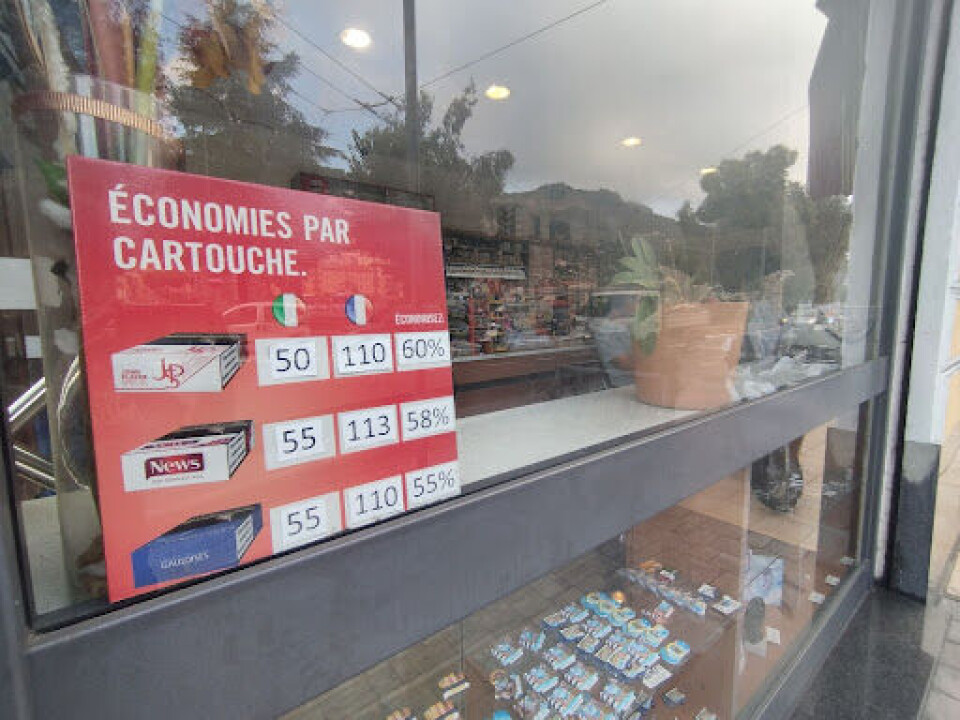 ÉCONOMIES PAR
CARTOUCHE.
ÉCONOMISEZ:
JPS 50 110 60%
News 55 113 58%
GAULOISES 55 110 55%